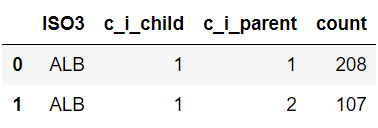 ISO3 c_i_child c_i_parent count
0 ALB 1 1 208
1 ALB 1 2 107